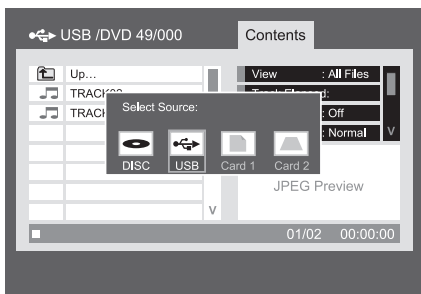 USB /DVD 49/000
Contents
Up...
View : All Files
TRACK
TRACK
: Off
: Normal
Select Source:
DISC
USB
Card 1
Card 2
V
V
JPEG Preview
01/02 00:00:00